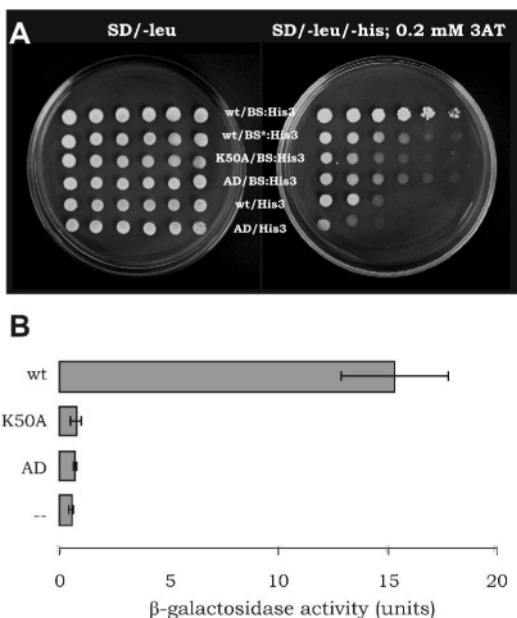 A
SD/-leu
SD/-leu/-his; 0.2 mM 3AT
wt/BS:His3
wt/BS*:His3
K50A/BS:His3
AD/BS:His3
wt/His3
AD/His3
B
wt
K50A
AD
--
0 5 10 15 20
β-galactosidase activity (units)